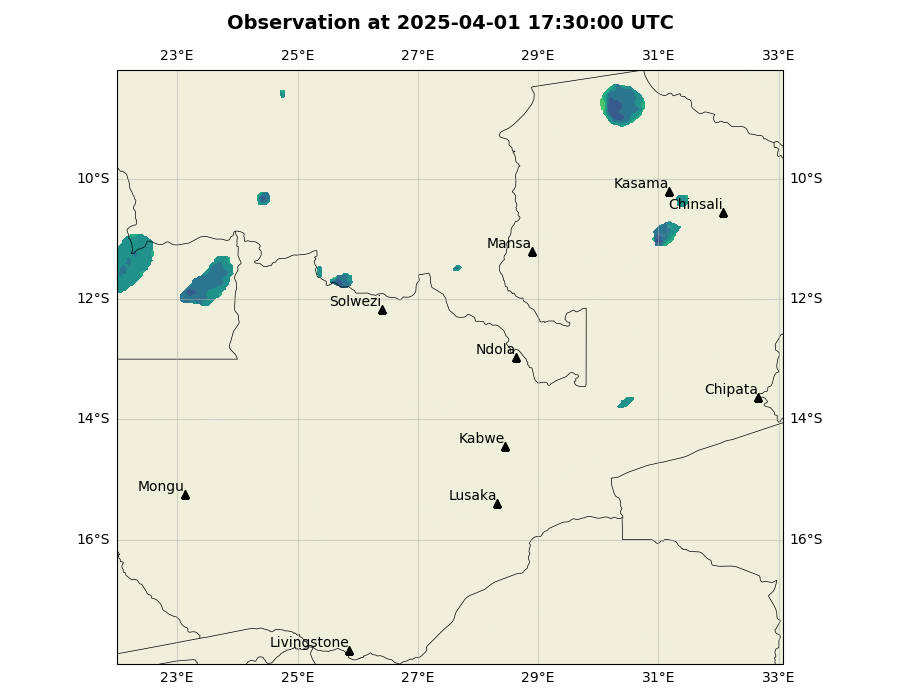 Observation at 2025-04-01 17:30:00 UTC
23°E 25°E 27°E 29°E 31°E 33°E
10°S 10°S
Kasama
Chinsali
Mansa
12°S 12°S
Solwezi
Ndola
Chipata
14°S 14°S
Kabwe
Mongu
Lusaka
16°S 16°S
Livingstone
23°E 25°E 27°E 29°E 31°E 33°E